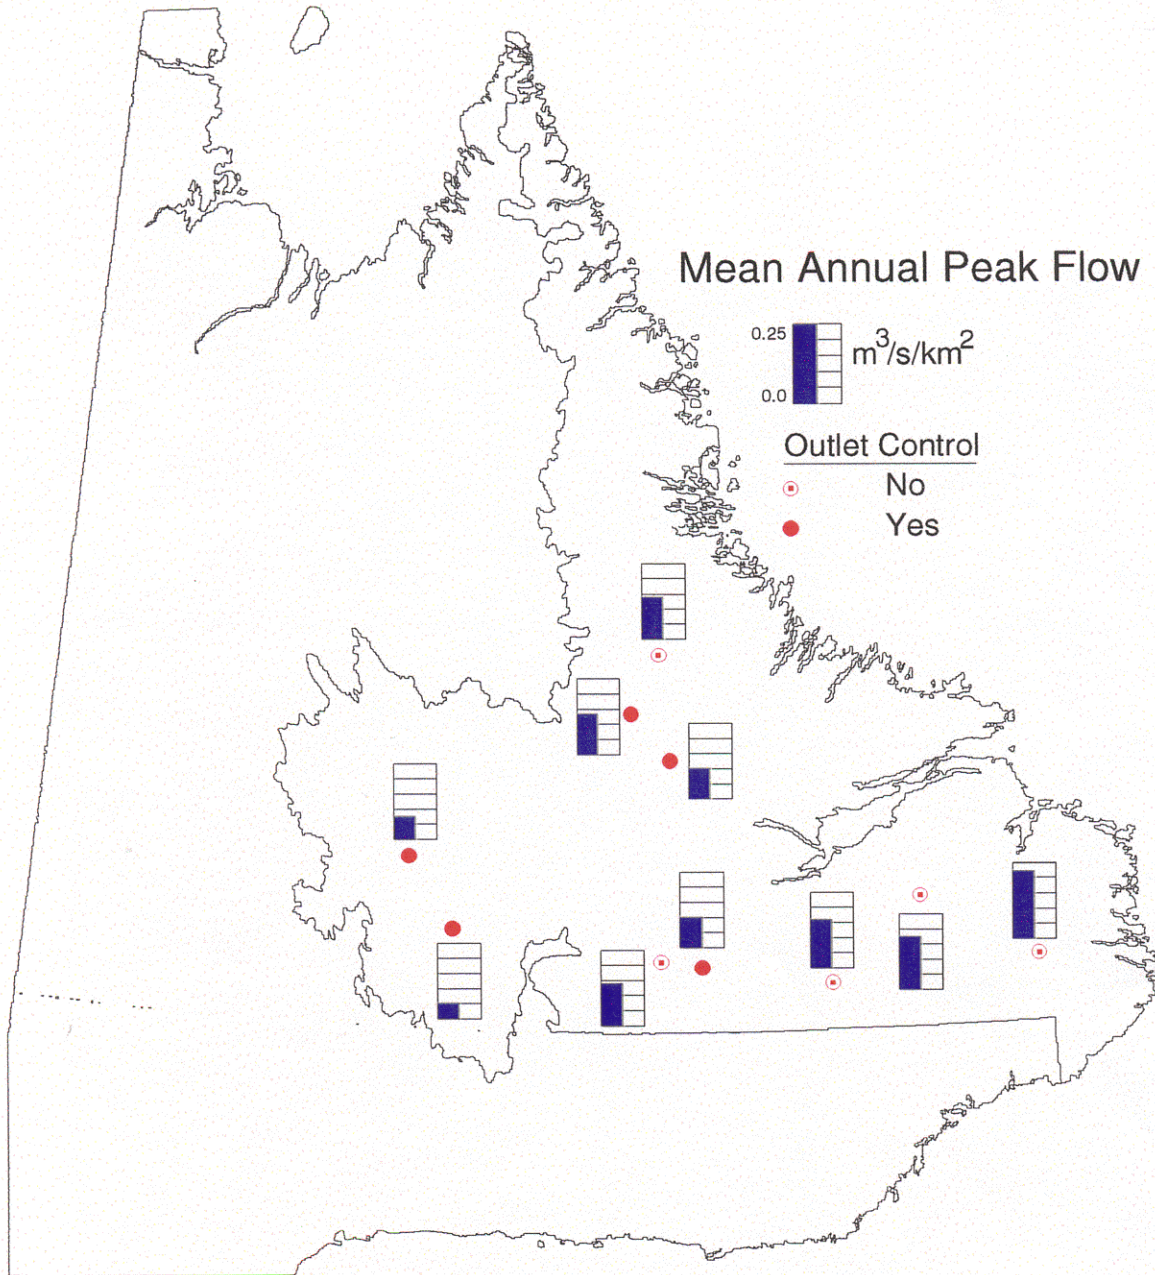 Mean Annual Peak Flow
0.25
m³/s/km²
0.0
Outlet Control
No
Yes